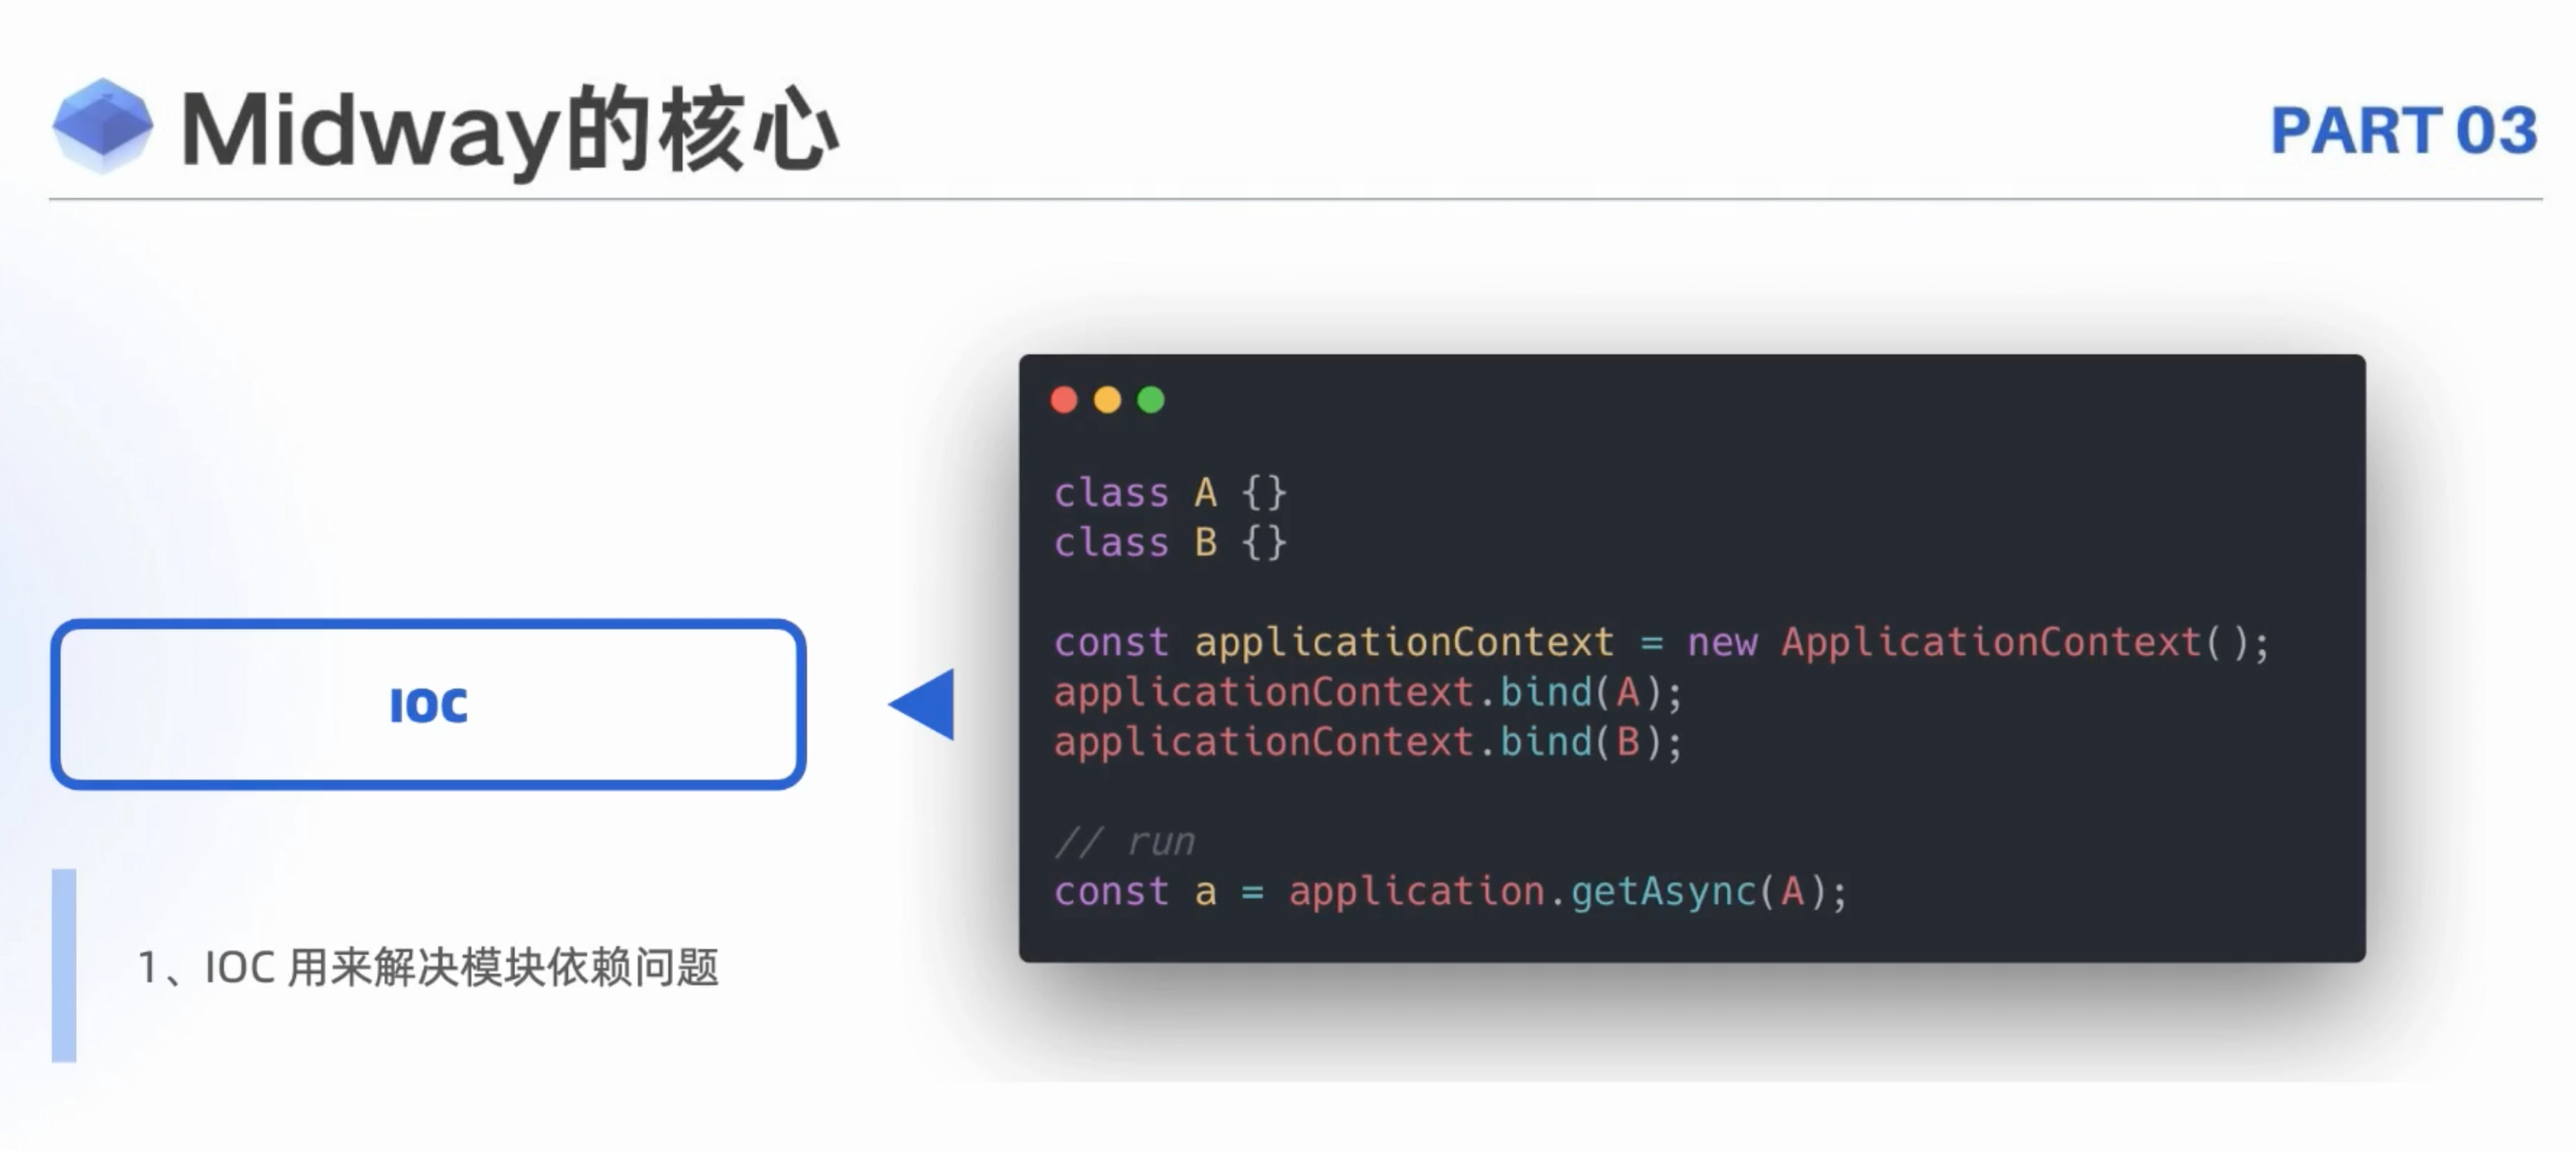 Midway的核心
PART 03
IOC
1、IOC 用来解决模块依赖问题
class A {}
class B {}
const applicationContext = new ApplicationContext();
applicationContext.bind(A);
applicationContext.bind(B);
// run
const a = application.getAsync(A);